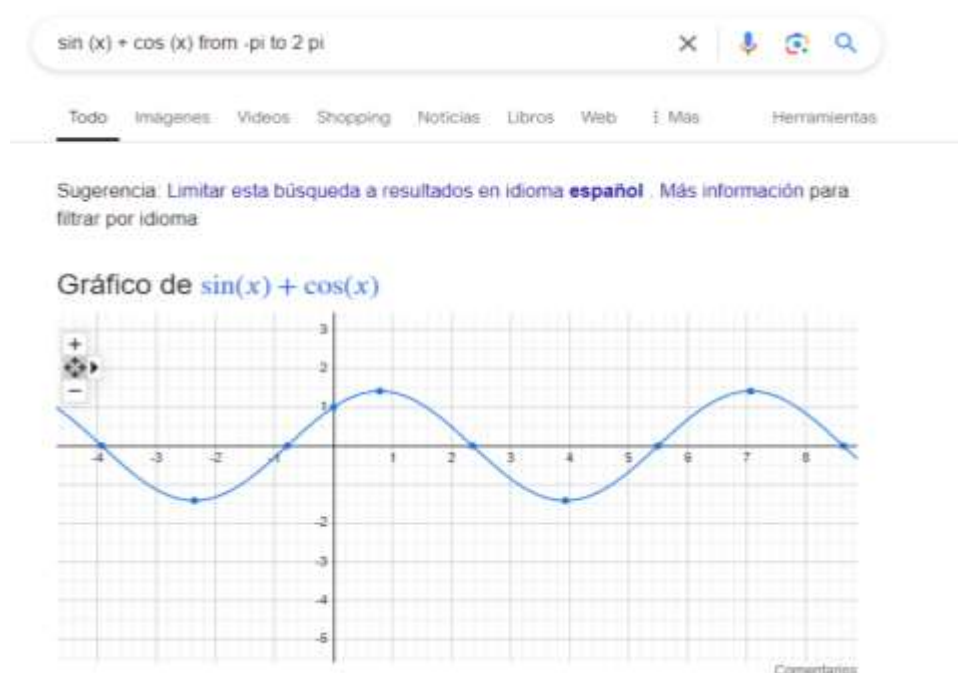 sin (x) + cos (x) from -pi to 2 pi
Todo Imágenes Videos Shopping Noticias Libros Web Más Herramientas
Sugerencia: Limitar esta búsqueda a resultados en idioma español . Más información para
filtrar por idioma
Gráfico de sin(x) + cos(x)
3
2
1
-4 -3 -2 -1 1 2 3 4 5 6 7 8
-2
-3
-4
-5
Comentarios